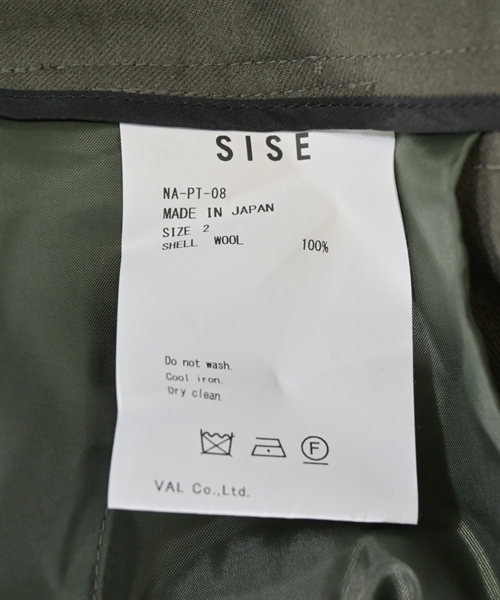 SISE
NA-PT-08
MADE IN JAPAN
SIZE 2
SHELL WOOL 100%
Do not wash.
Cool iron.
Dry clean.
F
VAL Co.,Ltd.